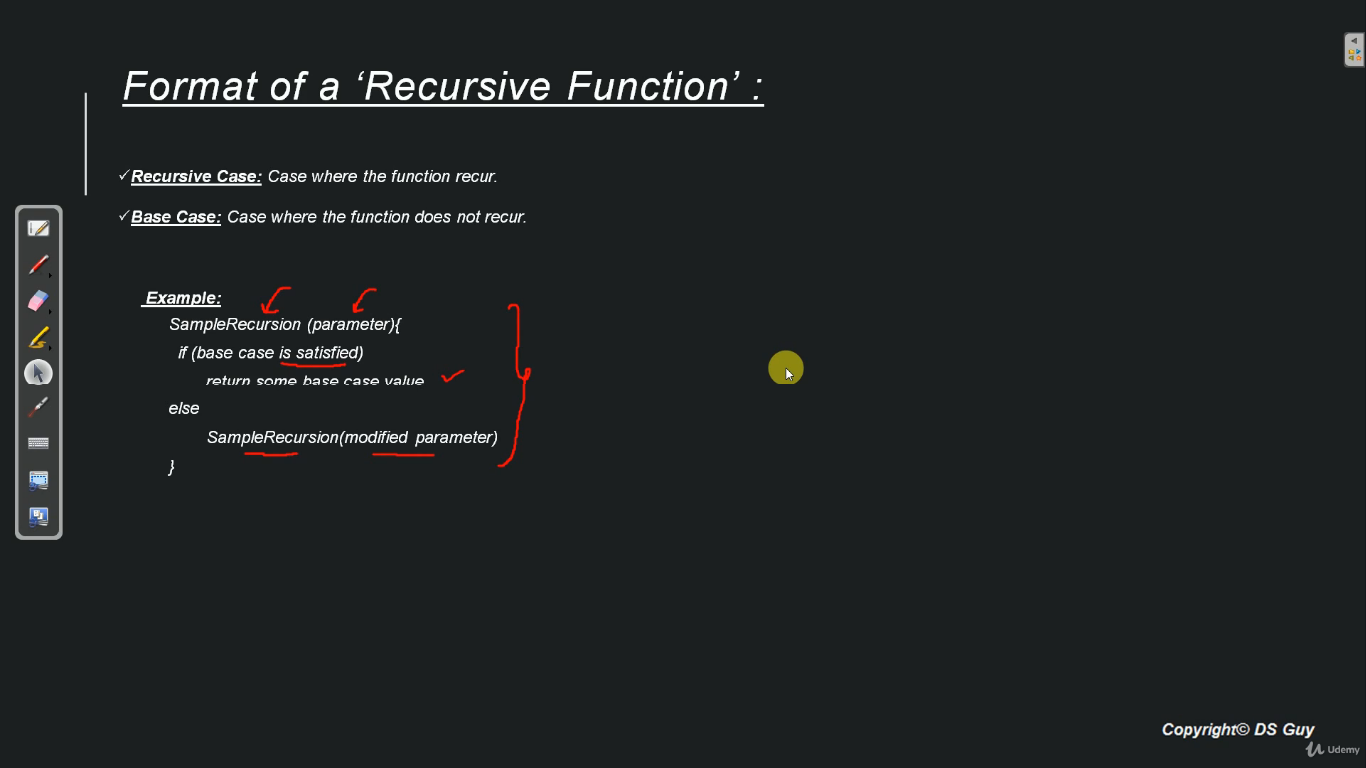 Format of a ‘Recursive Function’ :
✓Recursive Case: Case where the function recur.
✓Base Case: Case where the function does not recur.
Example:
SampleRecursion (parameter){
if (base case is satisfied)
return some base case value
else
SampleRecursion(modified parameter)
}
Copyright© DS Guy
Udemy